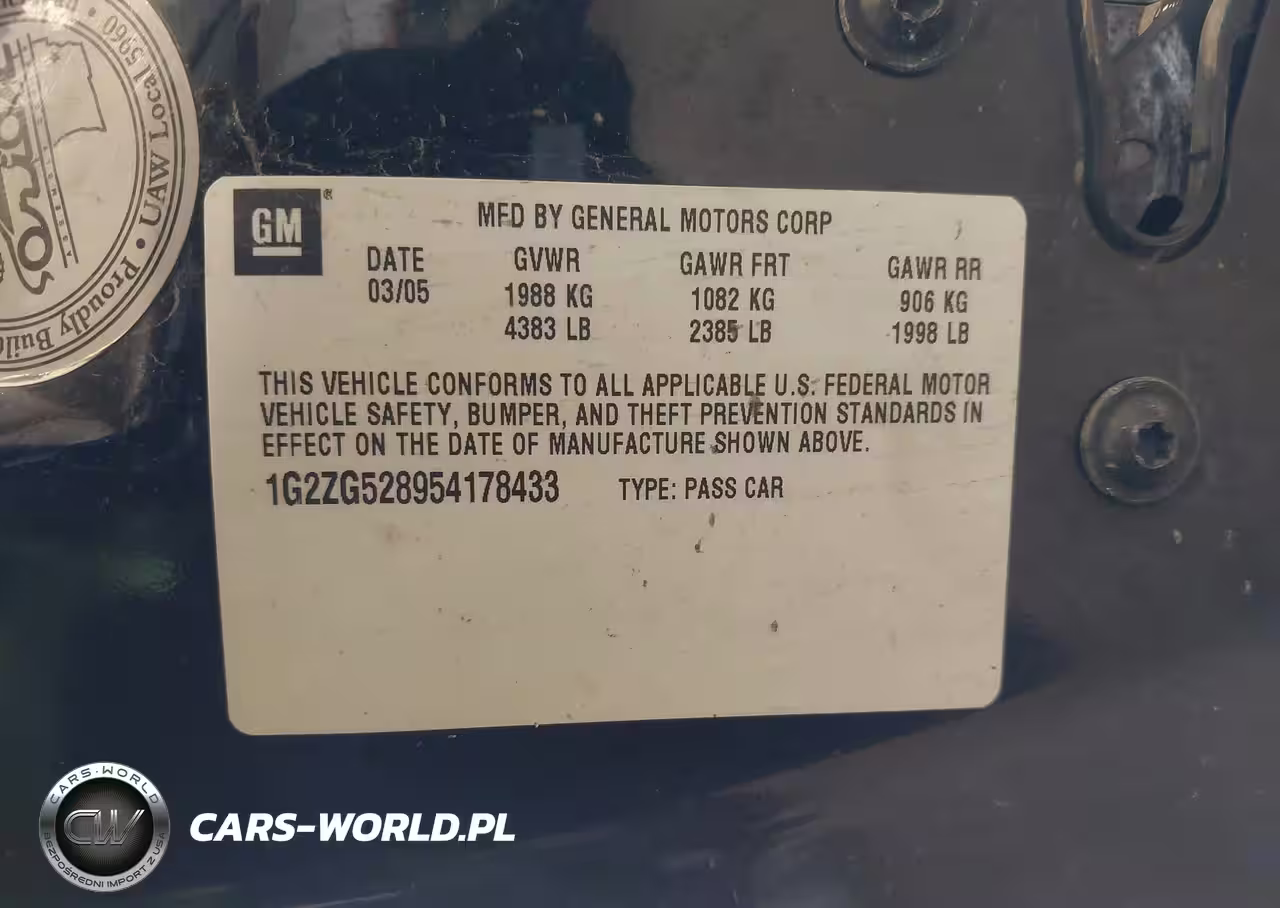 UAW Local 5960
Proudly Buil
GM®
MFD BY GENERAL MOTORS CORP
DATE GVWR GAWR FRT GAWR RR
03/05 1988 KG 1082 KG 906 KG
4383 LB 2385 LB 1998 LB
THIS VEHICLE CONFORMS TO ALL APPLICABLE U.S. FEDERAL MOTOR
VEHICLE SAFETY, BUMPER, AND THEFT PREVENTION STANDARDS IN
EFFECT ON THE DATE OF MANUFACTURE SHOWN ABOVE.
1G2ZG528954178433 TYPE: PASS CAR
CARS-WORLD
CW
BEZPOŚREDNI IMPORT Z USA
CARS-WORLD.PL